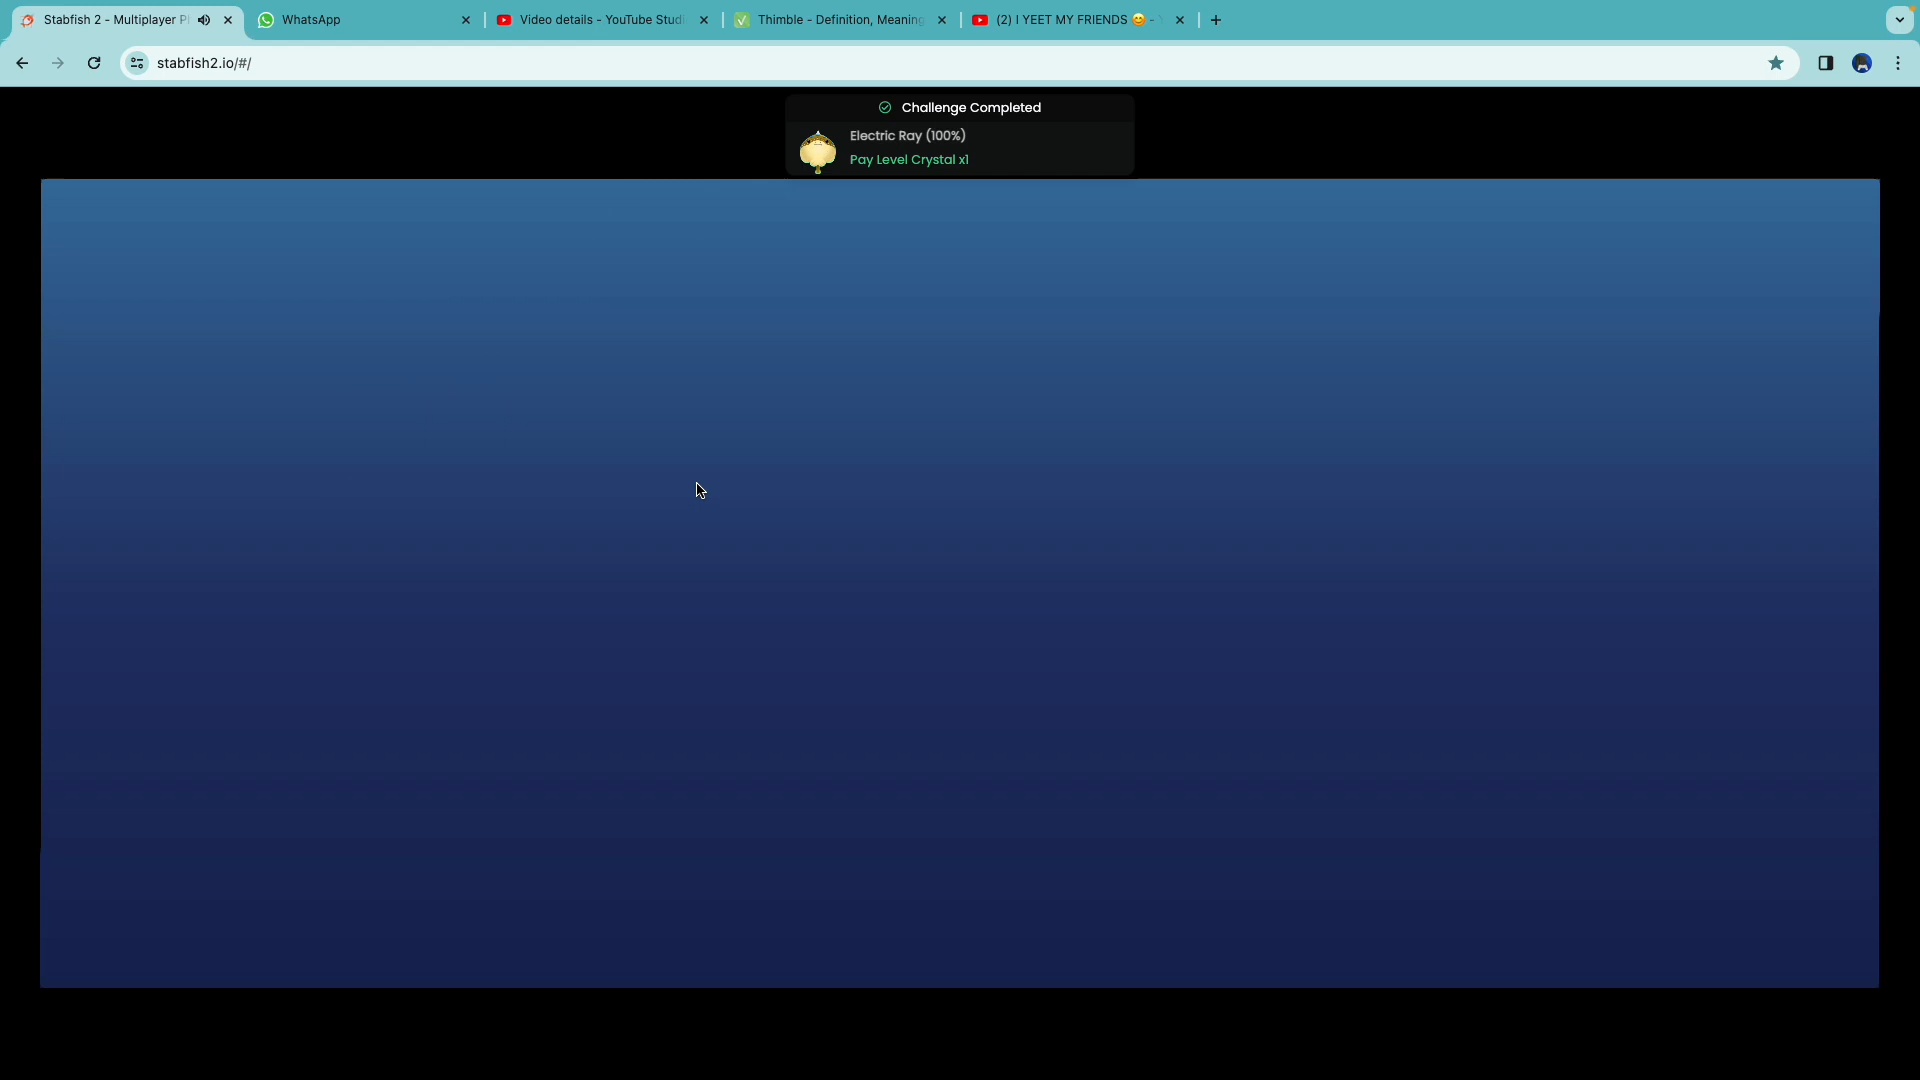 Stabfish 2 - Multiplayer Pl
WhatsApp
Video details - YouTube Studi
Thimble - Definition, Meaning
(2) I YEET MY FRIENDS 😊 - Y
stabfish2.io/#/
Challenge Completed
Electric Ray (100%)
Pay Level Crystal x1